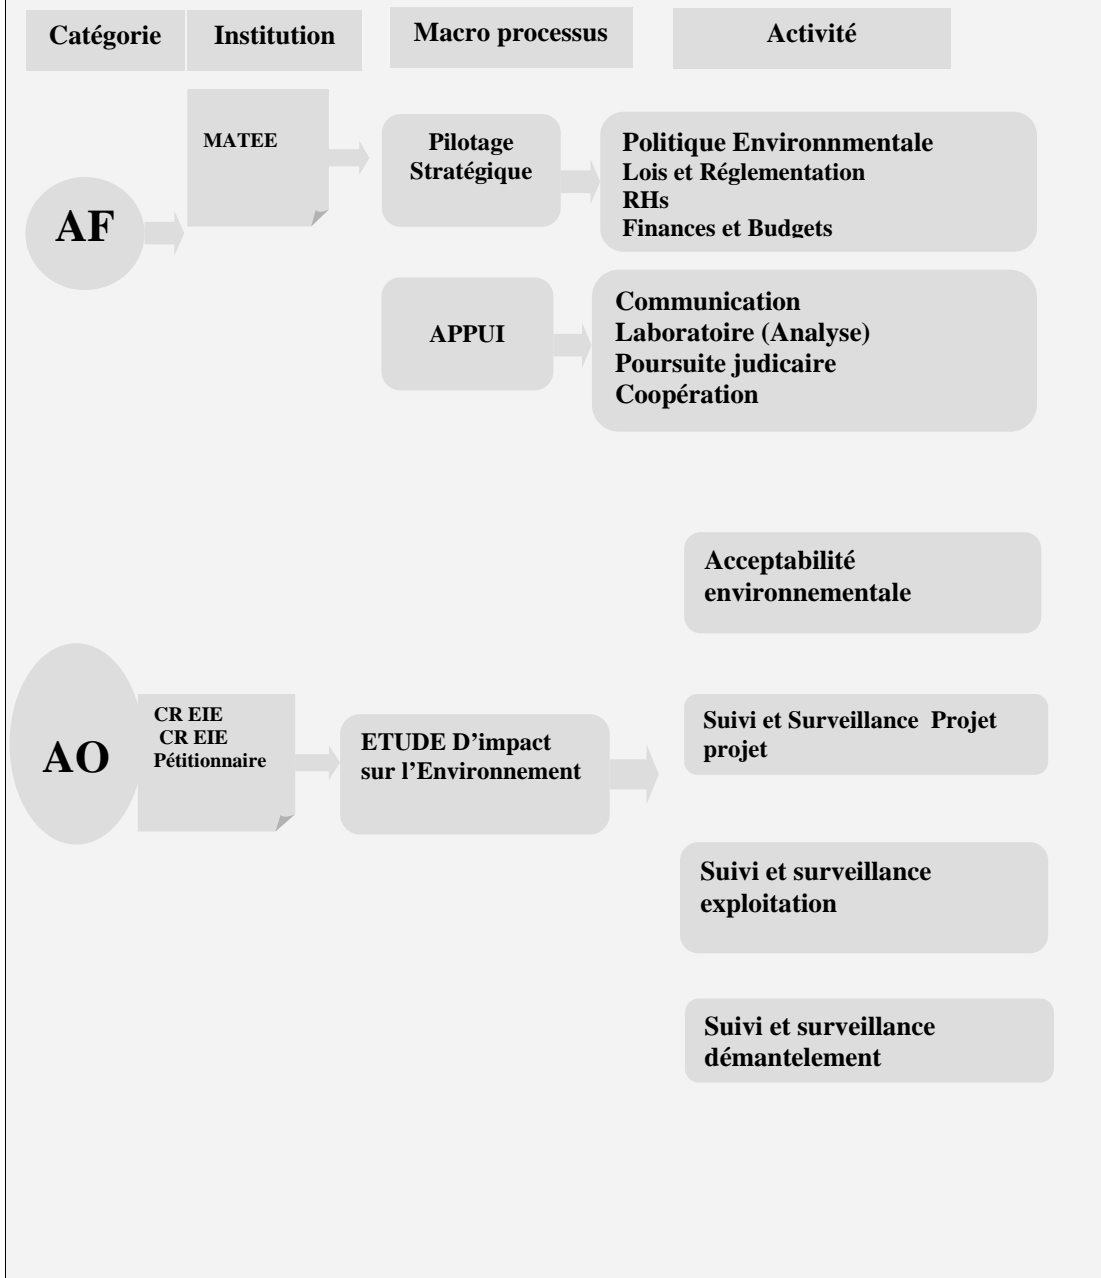 Catégorie
Institution
Macro processus
Activité
AF
MATEE
Pilotage
Stratégique
Politique Environnmentale
Lois et Réglementation
RHs
Finances et Budgets
APPUI
Communication
Laboratoire (Analyse)
Poursuite judicaire
Coopération
AO
CR EIE
CR EIE
Pétitionnaire
ETUDE D’impact
sur l’Environnement
Acceptabilité
environnementale
Suivi et Surveillance Projet
projet
Suivi et surveillance
exploitation
Suivi et surveillance
démantelement